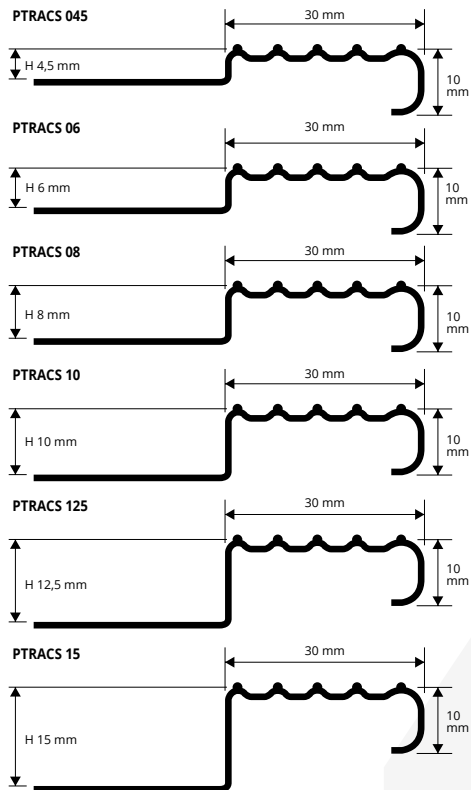 PTRACS 045
30 mm
H 4,5 mm
10
mm
PTRACS 06
30 mm
H 6 mm
10
mm
PTRACS 08
30 mm
H 8 mm
10
mm
PTRACS 10
30 mm
H 10 mm
10
mm
PTRACS 125
30 mm
H 12,5 mm
10
mm
PTRACS 15
30 mm
H 15 mm
10
mm